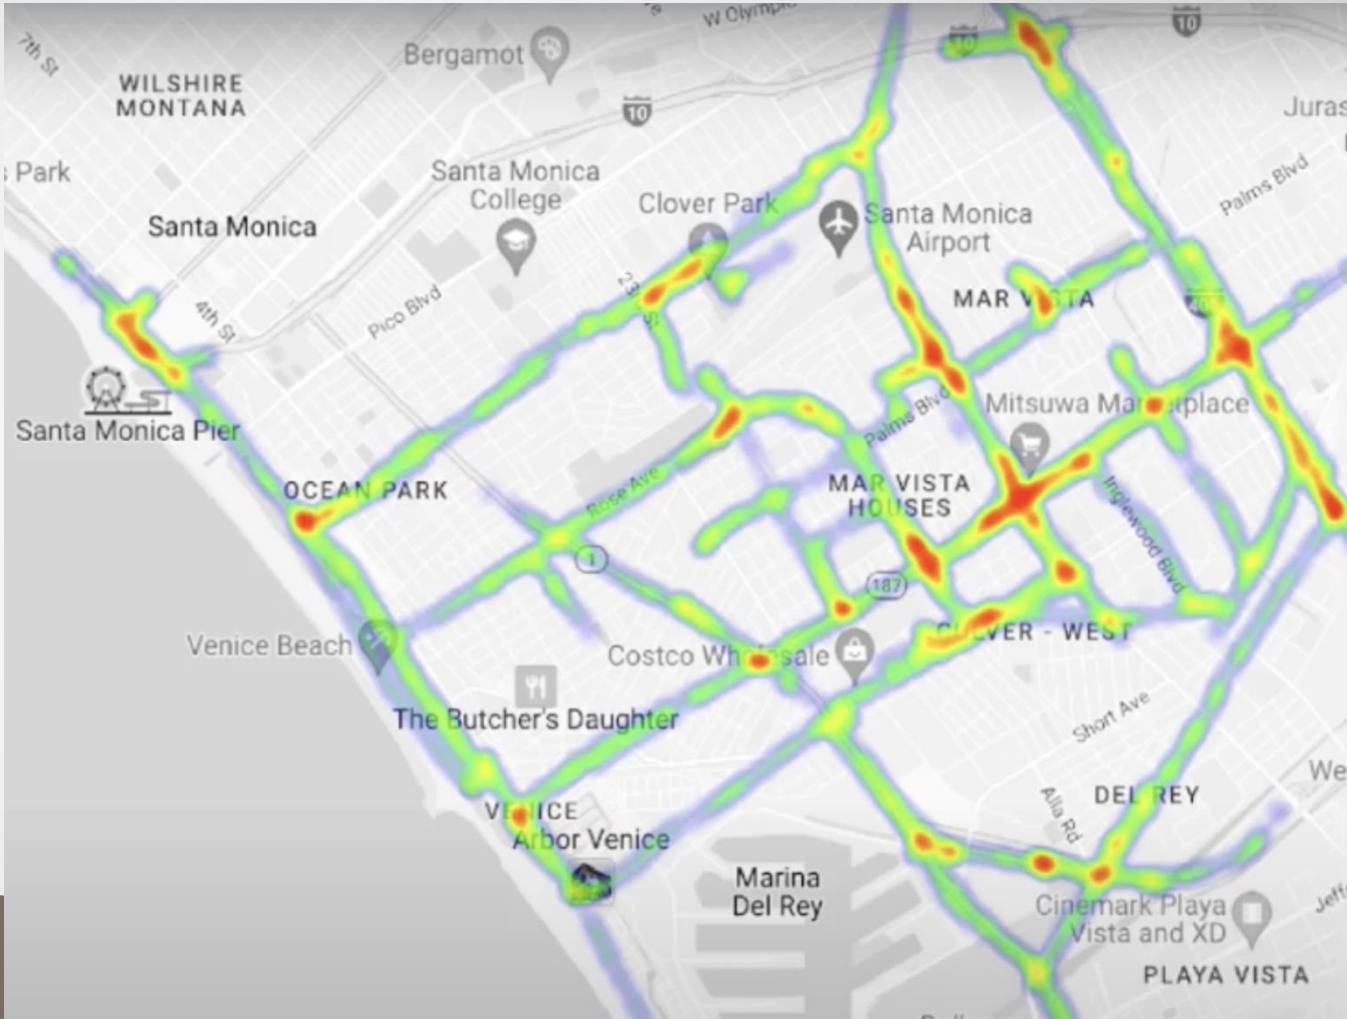 W Olympic
7th St
Bergamot
10
10
10
WILSHIRE
MONTANA
Juras
Park
Santa Monica
College
Clover Park
Palms Blvd
Santa Monica
Santa Monica
Airport
Pico Blvd
4th St
23rd St
MAR VISTA
405
Palms Blvd
Mitsuwa Marketplace
Santa Monica Pier
OCEAN PARK
Rose Ave
MAR VISTA
HOUSES
Inglewood Blvd
1
187
CULVER - WEST
Venice Beach
Costco Wholesale
The Butcher's Daughter
Short Ave
We
DEL REY
VENICE
Arbor Venice
Alla Rd
Marina
Del Rey
Jeff
Cinemark Playa
Vista and XD
PLAYA VISTA